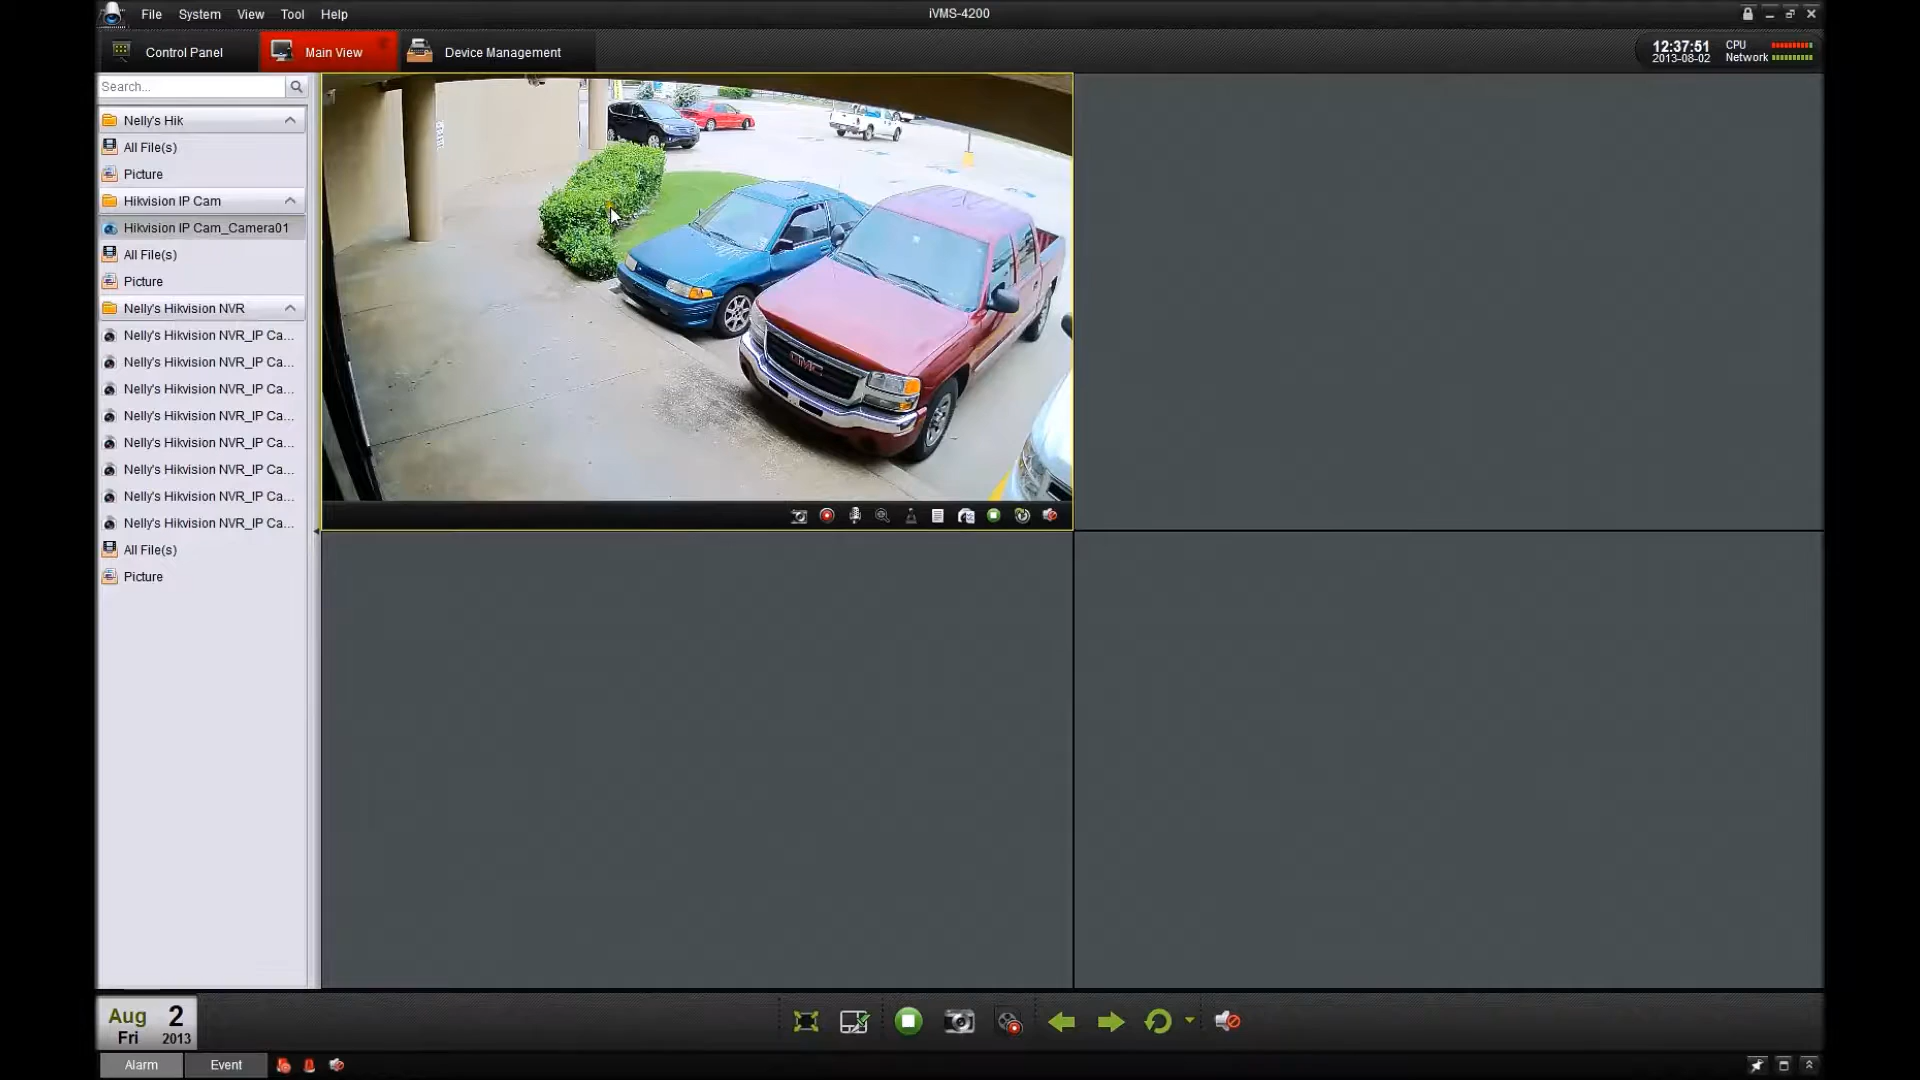 File System View Tool Help
iVMS-4200
Control Panel Main View Device Management
12:37:51
2013-08-02
CPU
Network
Search...
Nelly's Hik
All File(s)
Picture
Hikvision IP Cam
Hikvision IP Cam_Camera01
All File(s)
Picture
Nelly's Hikvision NVR
Nelly's Hikvision NVR_IP Ca...
Nelly's Hikvision NVR_IP Ca...
Nelly's Hikvision NVR_IP Ca...
Nelly's Hikvision NVR_IP Ca...
Nelly's Hikvision NVR_IP Ca...
Nelly's Hikvision NVR_IP Ca...
Nelly's Hikvision NVR_IP Ca...
Nelly's Hikvision NVR_IP Ca...
All File(s)
Picture
GMC
Aug 2
Fri 2013
Alarm Event